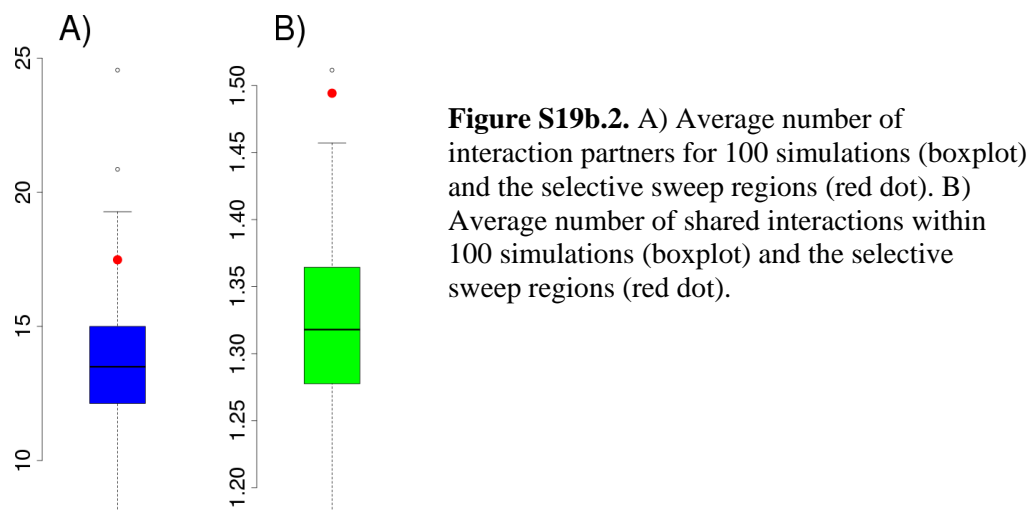 A)
B)
25
20
15
10
1.50
1.45
1.40
1.35
1.30
1.25
1.20
Figure S19b.2. A) Average number of
interaction partners for 100 simulations (boxplot)
and the selective sweep regions (red dot). B)
Average number of shared interactions within
100 simulations (boxplot) and the selective
sweep regions (red dot).